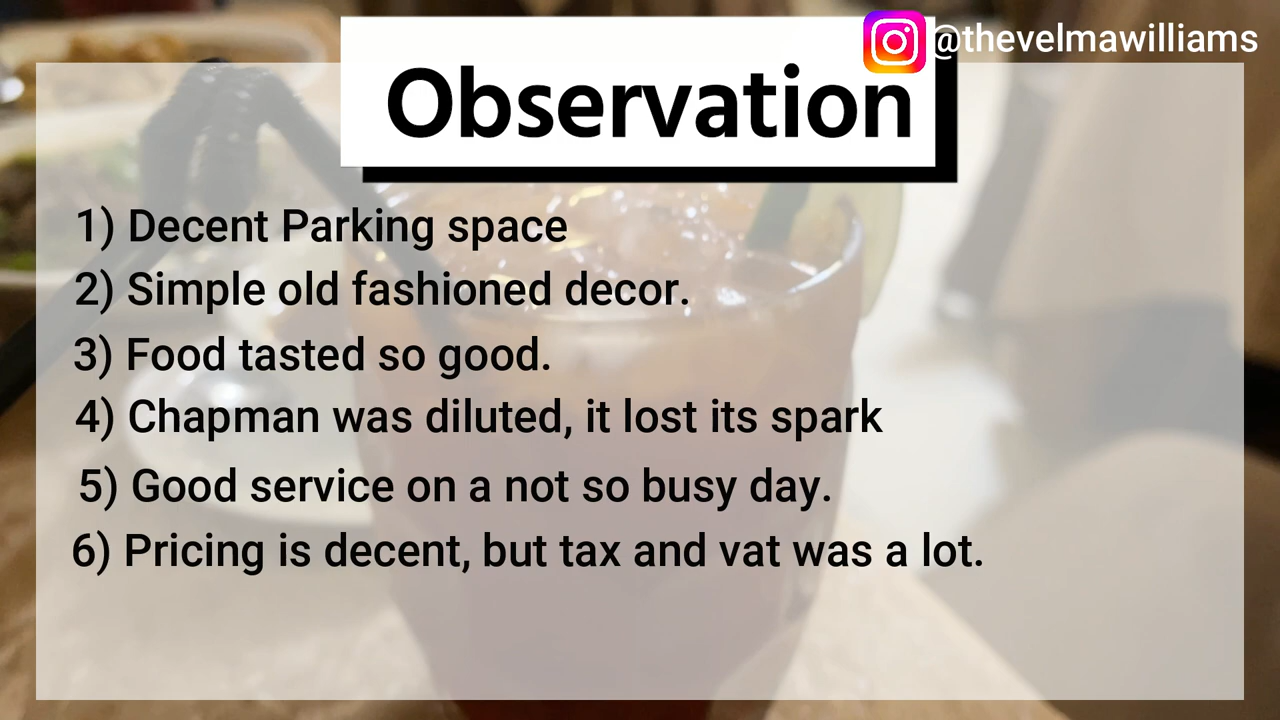 @thevelmawilliams
Observation
1) Decent Parking space
2) Simple old fashioned decor.
3) Food tasted so good.
4) Chapman was diluted, it lost its spark
5) Good service on a not so busy day.
6) Pricing is decent, but tax and vat was a lot.